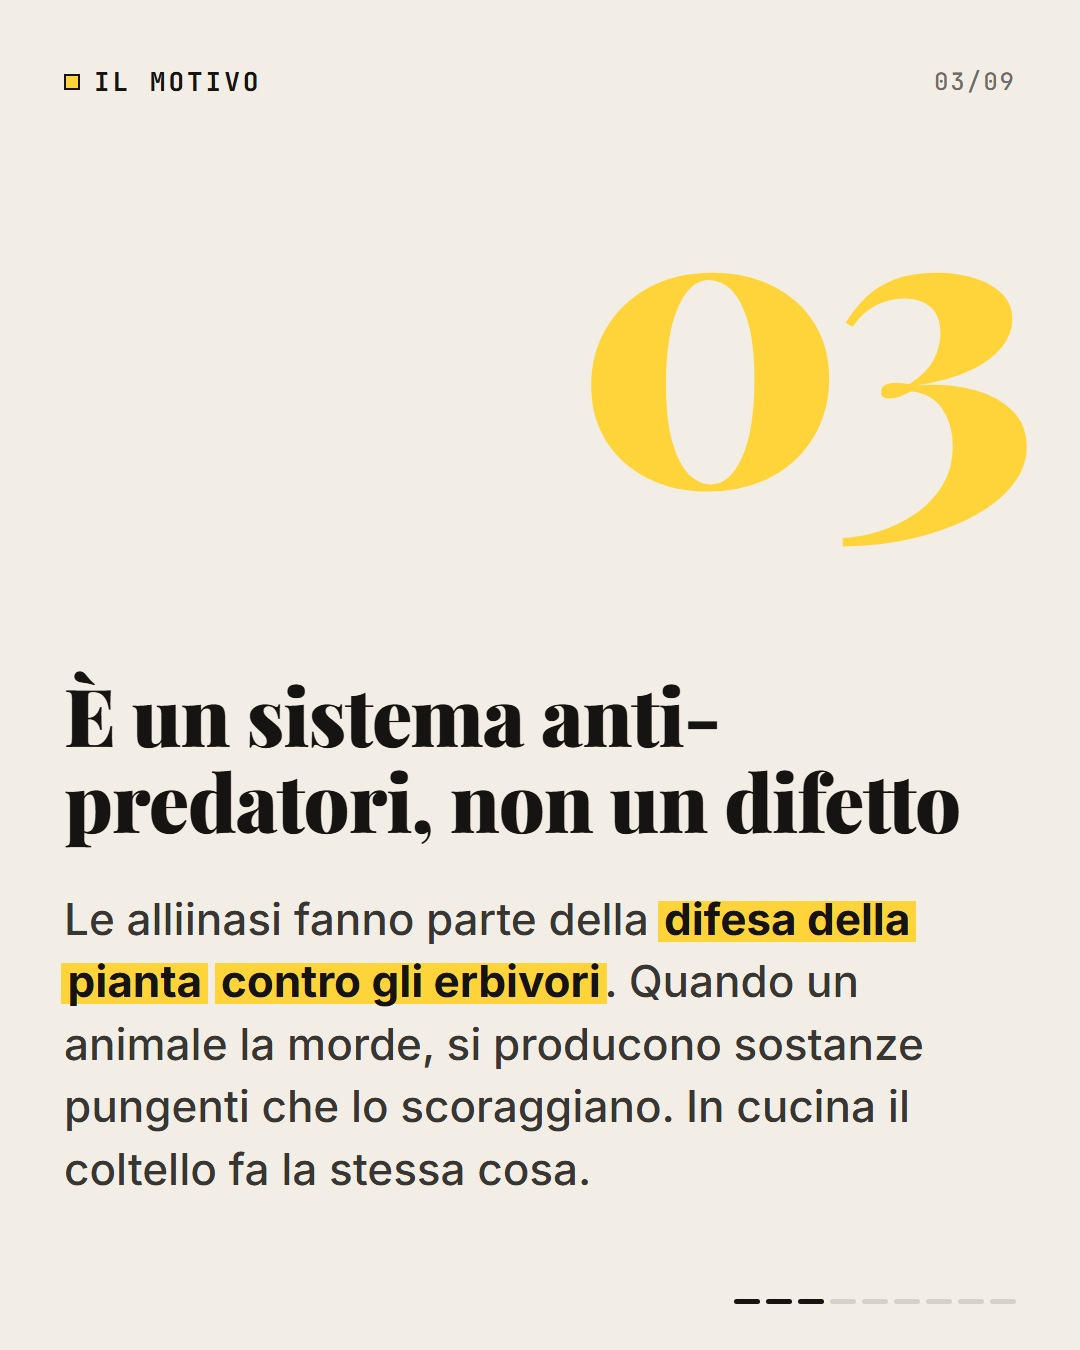 IL MOTIVO
03/09
03
È un sistema anti-
predatori, non un difetto
Le alliinasi fanno parte della difesa della
pianta contro gli erbivori. Quando un
animale la morde, si producono sostanze
pungenti che lo scoraggiano. In cucina il
coltello fa la stessa cosa.